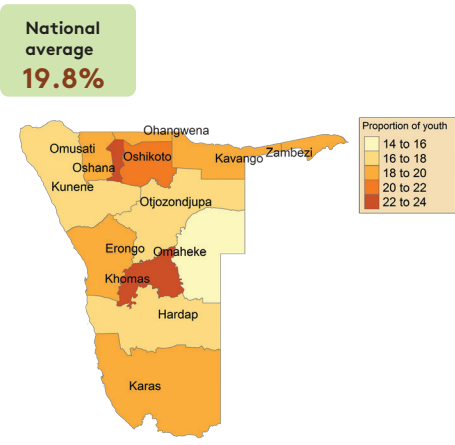 National
average
19.8%
Ohangwena
Omusati
Oshikoto
Oshana
Kavango
Zambezi
Kunene
Otjozondjupa
Erongo
Omaheke
Khomas
Hardap
Karas
Proportion of youth
14 to 16
16 to 18
18 to 20
20 to 22
22 to 24